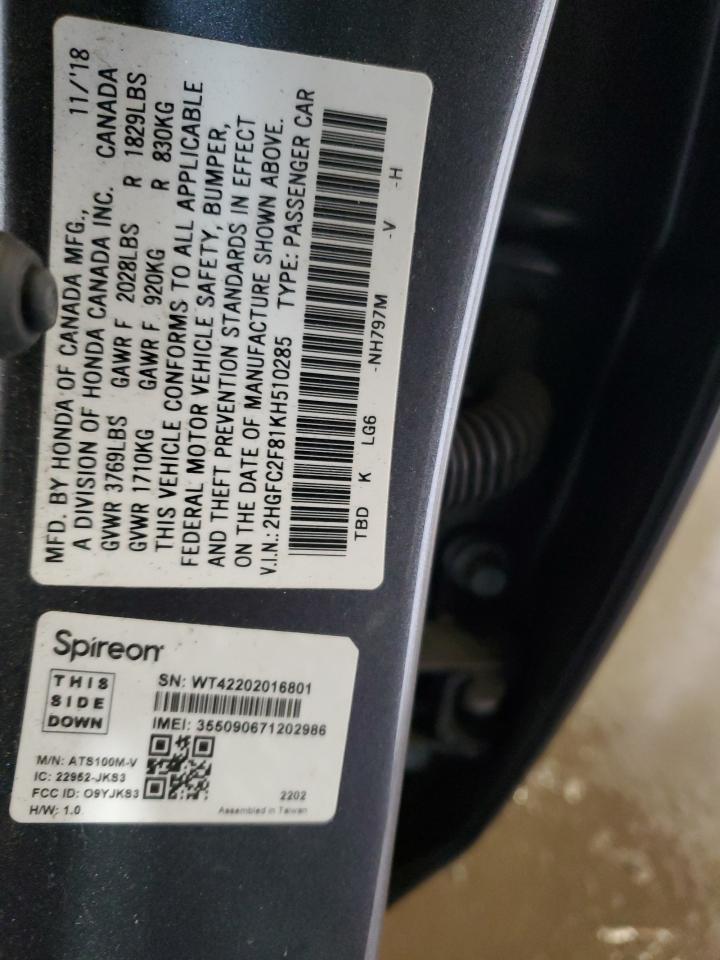 MFD. BY HONDA OF CANADA MFG., 11/'18
A DIVISION OF HONDA CANADA INC. CANADA
GVWR 3769LBS GAWR F 2028LBS R 1829LBS
GVWR 1710KG GAWR F 920KG R 830KG
THIS VEHICLE CONFORMS TO ALL APPLICABLE
FEDERAL MOTOR VEHICLE SAFETY, BUMPER,
AND THEFT PREVENTION STANDARDS IN EFFECT
ON THE DATE OF MANUFACTURE SHOWN ABOVE.
V.I.N.: 2HGFC2F81KH510285 TYPE: PASSENGER CAR
TBD K LG6 -NH797M -V -H
Spireon
THIS
SIDE
DOWN
SN: WT42202016801
IMEI: 355090671202986
M/N: ATS100M-V
IC: 22952-JKS3
FCC ID: O9YJKS3
H/W: 1.0
2202
Assembled in Taiwan